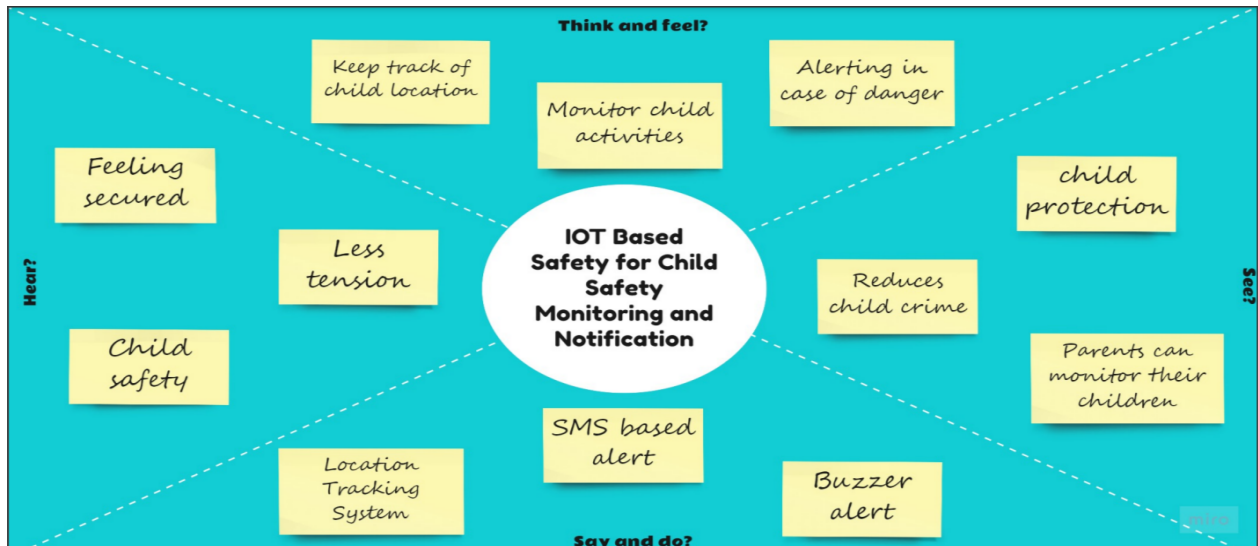 Think and feel?
Keep track of
child location
Monitor child
activities
Alerting in
case of danger
Hear?
Feeling
secured
Less
tension
Child
safety
IOT Based
Safety for Child
Safety
Monitoring and
Notification
See?
child
protection
Reduces
child crime
Parents can
monitor their
children
Location
Tracking
System
SMS based
alert
Buzzer
alert
Say and do?
miro